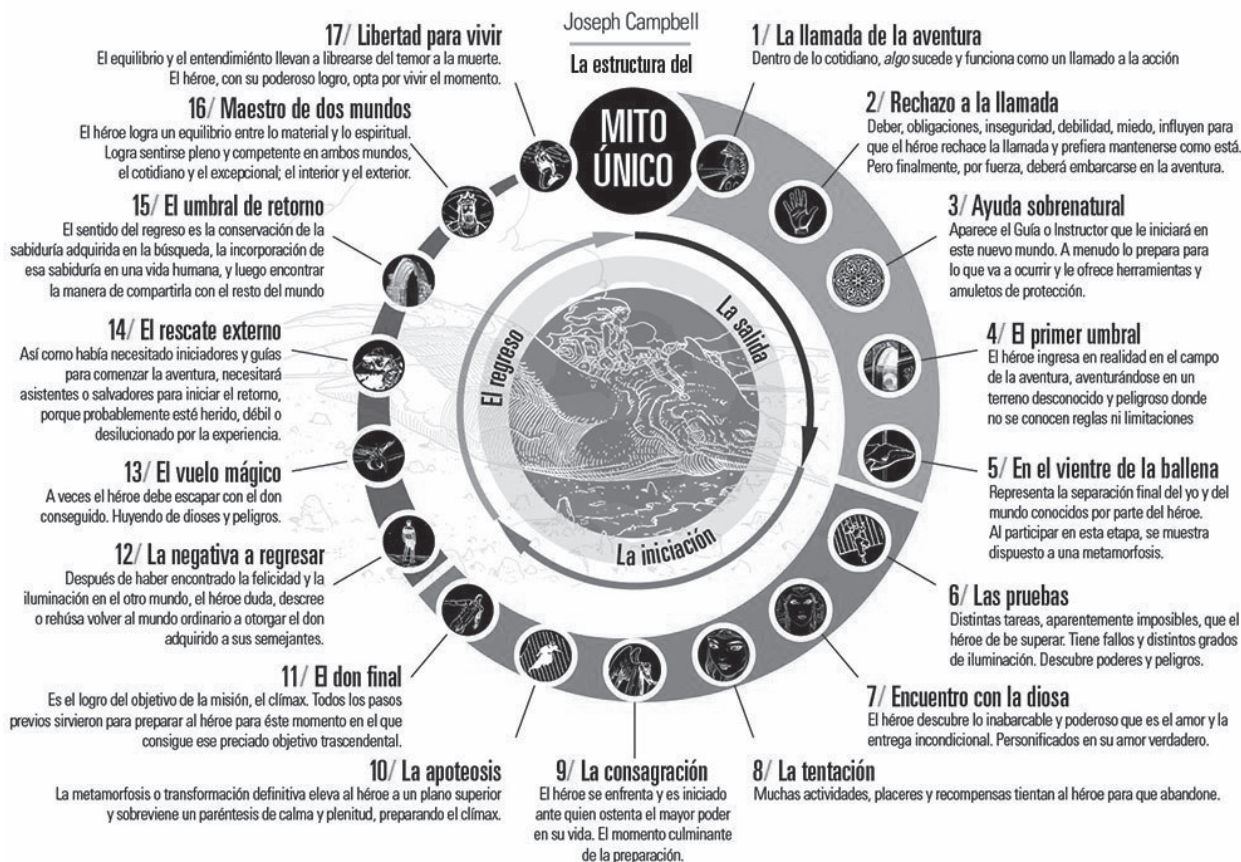 Joseph Campbell
La estructura del
MITO
ÚNICO
1/ La llamada de la aventura
Dentro de lo cotidiano, algo sucede y funciona como un llamado a la acción
2/ Rechazo a la llamada
Deber, obligaciones, inseguridad, debilidad, miedo, influyen para
que el héroe rechace la llamada y prefiera mantenerse como está.
Pero finalmente, por fuerza, deberá embarcarse en la aventura.
3/ Ayuda sobrenatural
Aparece el Guía o Instructor que le iniciará en
este nuevo mundo. A menudo lo prepara para
lo que va a ocurrir y le ofrece herramientas y
amuletos de protección.
4/ El primer umbral
El héroe ingresa en realidad en el campo
de la aventura, aventurándose en un
terreno desconocido y peligroso donde
no se conocen reglas ni limitaciones
5/ En el vientre de la ballena
Representa la separación final del yo y del
mundo conocidos por parte del héroe.
Al participar en esta etapa, se muestra
dispuesto a una metamorfosis.
6/ Las pruebas
Distintas tareas, aparentemente imposibles, que el
héroe de be superar. Tiene fallos y distintos grados
de iluminación. Descubre poderes y peligros.
7/ Encuentro con la diosa
El héroe descubre lo inabarcable y poderoso que es el amor y la
entrega incondicional. Personificados en su amor verdadero.
8/ La tentación
Muchas actividades, placeres y recompensas tientan al héroe para que abandone.
9/ La consagración
El héroe se enfrenta y es iniciado
ante quien ostenta el mayor poder
en su vida. El momento culminante
de la preparación.
10/ La apoteosis
La metamorfosis o transformación definitiva eleva al héroe a un plano superior
y sobreviene un paréntesis de calma y plenitud, preparando el clímax.
11/ El don final
Es el logro del objetivo de la misión, el clímax. Todos los pasos
previos sirvieron para preparar al héroe para éste momento en el que
consigue ese preciado objetivo trascendental.
12/ La negativa a regresar
Después de haber encontrado la felicidad y la
iluminación en el otro mundo, el héroe duda, descree
o rehúsa volver al mundo ordinario a otorgar el don
adquirido a sus semejantes.
13/ El vuelo mágico
A veces el héroe debe escapar con el don
conseguido. Huyendo de dioses y peligros.
14/ El rescate externo
Así como había necesitado iniciadores y guías
para comenzar la aventura, necesitará
asistentes o salvadores para iniciar el retorno,
porque probablemente esté herido, débil o
desilucionado por la experiencia.
15/ El umbral de retorno
El sentido del regreso es la conservación de la
sabiduría adquirida en la búsqueda, la incorporación de
esa sabiduría en una vida humana, y luego encontrar
la manera de compartirla con el resto del mundo
16/ Maestro de dos mundos
El héroe logra un equilibrio entre lo material y lo espiritual.
Logra sentirse pleno y competente en ambos mundos,
el cotidiano y el excepcional; el interior y el exterior.
17/ Libertad para vivir
El equilibrio y el entendimiénto llevan a librearse del temor a la muerte.
El héroe, con su poderoso logro, opta por vivir el momento.
La salida
La iniciación
El regreso